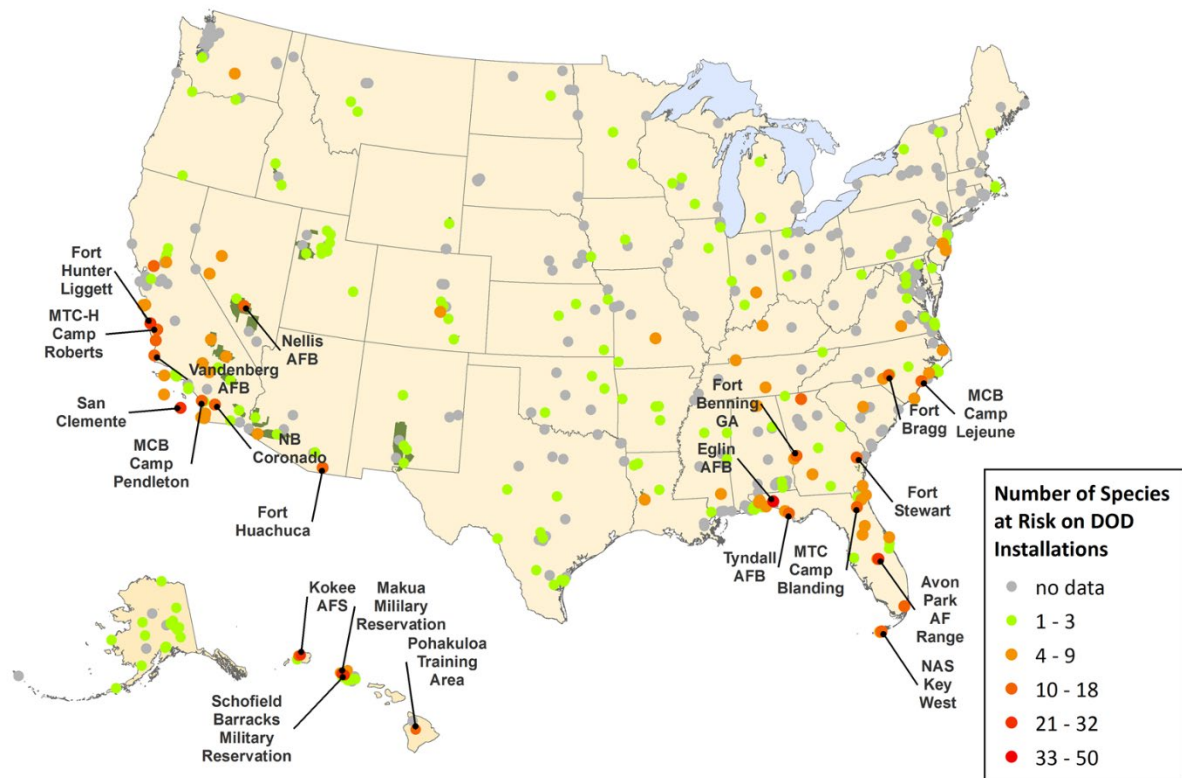 Fort
Hunter
Liggett
MTC-H
Camp
Roberts
Vandenberg
AFB
San
Clemente
MCB
Camp
Pendleton
NB
Coronado
Nellis
AFB
Fort
Huachuca
Kokee
AFS
Makua
Mililary
Reservation
Pohakuloa
Training
Area
Schofield
Barracks
Military
Reservation
Fort
Benning
GA
Eglin
AFB
Tyndall
AFB
MTC
Camp
Blanding
Fort
Bragg
MCB
Camp
Lejeune
Fort
Stewart
Avon
Park
AF
Range
NAS
Key
West
Number of Species
at Risk on DOD
Installations
no data
1 - 3
4 - 9
10 - 18
21 - 32
33 - 50